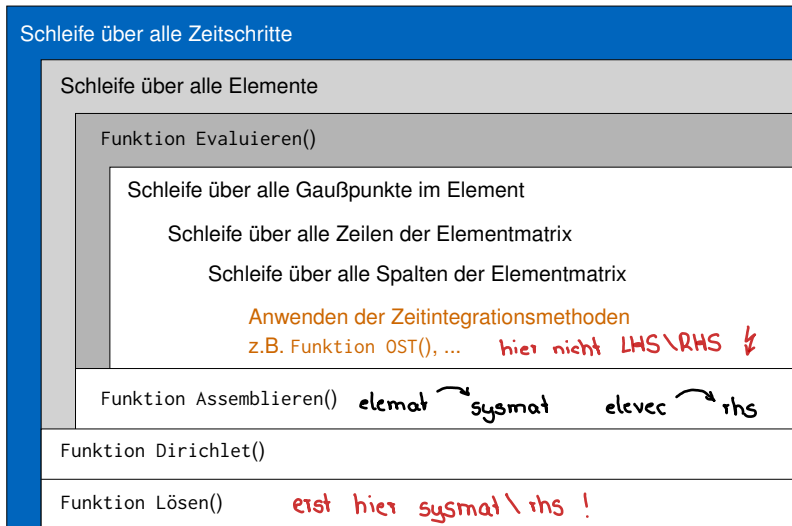 Schleife über alle Zeitschritte
Schleife über alle Elemente
Funktion Evaluieren()
Schleife über alle Gaußpunkte im Element
Schleife über alle Zeilen der Elementmatrix
Schleife über alle Spalten der Elementmatrix
Anwenden der Zeitintegrationsmethoden
z.B. Funktion OST(), ... hier nicht LHS\RHS
Funktion Assemblieren() elemat sysmat elevec rhs
Funktion Dirichlet()
Funktion Lösen() erst hier sysmat\rhs !